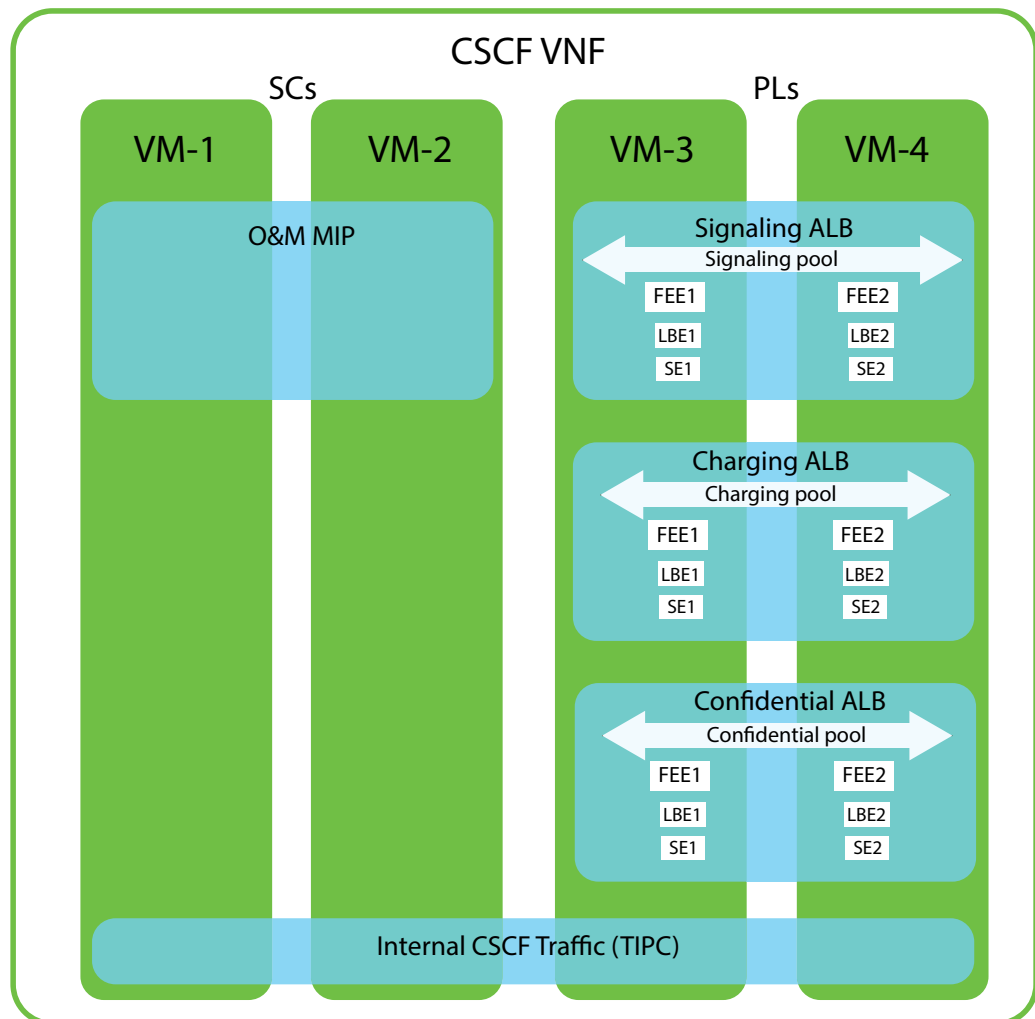 CSCF VNF
SCs
PLs
VM-1
VM-2
VM-3
VM-4
O&M MIP
Signaling ALB
Signaling pool
FEE1
FEE2
LBE1
LBE2
SE1
SE2
Charging ALB
Charging pool
FEE1
FEE2
LBE1
LBE2
SE1
SE2
Confidential ALB
Confidential pool
FEE1
FEE2
LBE1
LBE2
SE1
SE2
Internal CSCF Traffic (TIPC)